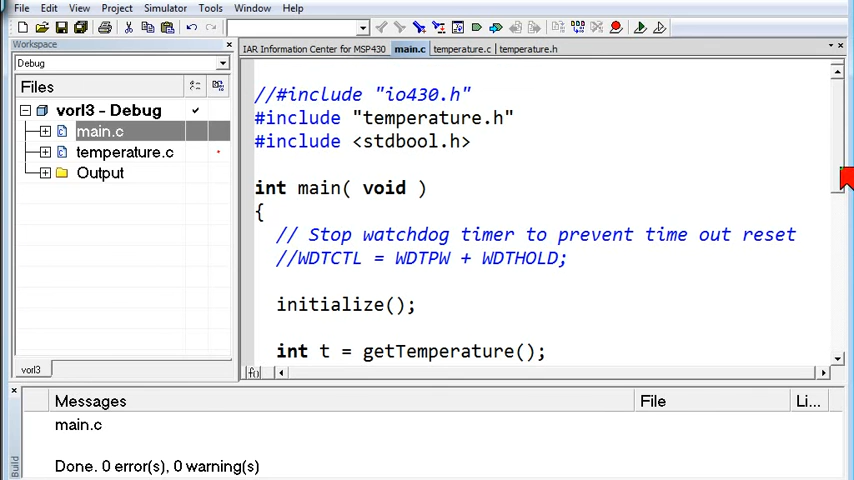 File Edit View Project Simulator Tools Window Help
Workspace
Debug
Files
vorl3 - Debug
main.c
temperature.c
Output
vorl3
IAR Information Center for MSP430 main.c temperature.c temperature.h
//#include "io430.h"
#include "temperature.h"
#include <stdbool.h>
int main( void )
{
// Stop watchdog timer to prevent time out reset
//WDTCTL = WDTPW + WDTHOLD;
initialize();
int t = getTemperature();
f()
Messages File Li...
main.c
Done. 0 error(s), 0 warning(s)
Build